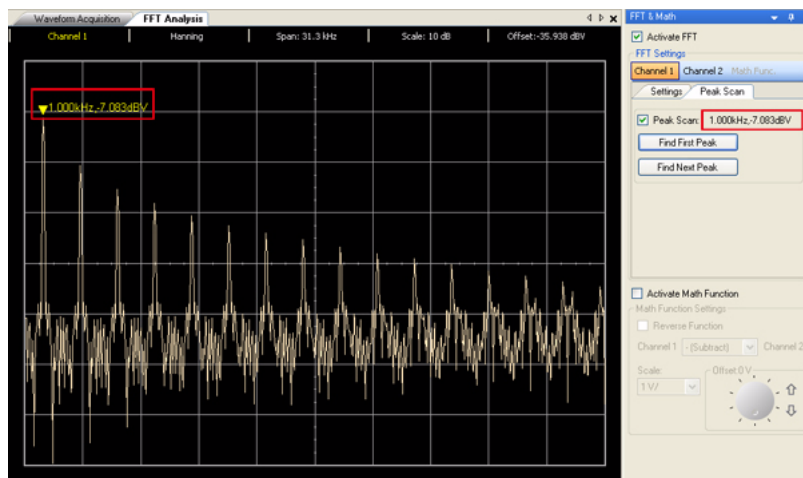 Waveform Acquisition FFT Analysis
Channel 1 Hanning Span: 31.3 kHz Scale: 10 dB Offset:-35.938 dBV
1.000kHz,-7.083dBV
FFT & Math
Activate FFT
FFT Settings
Channel 1 Channel 2 Math Func.
Settings Peak Scan
Peak Scan: 1.000kHz,-7.083dBV
Find First Peak
Find Next Peak
Activate Math Function
Math Function Settings
Reverse Function
Channel 1 - (Subtract) Channel 2
Scale: Offset:0 V
1 V/